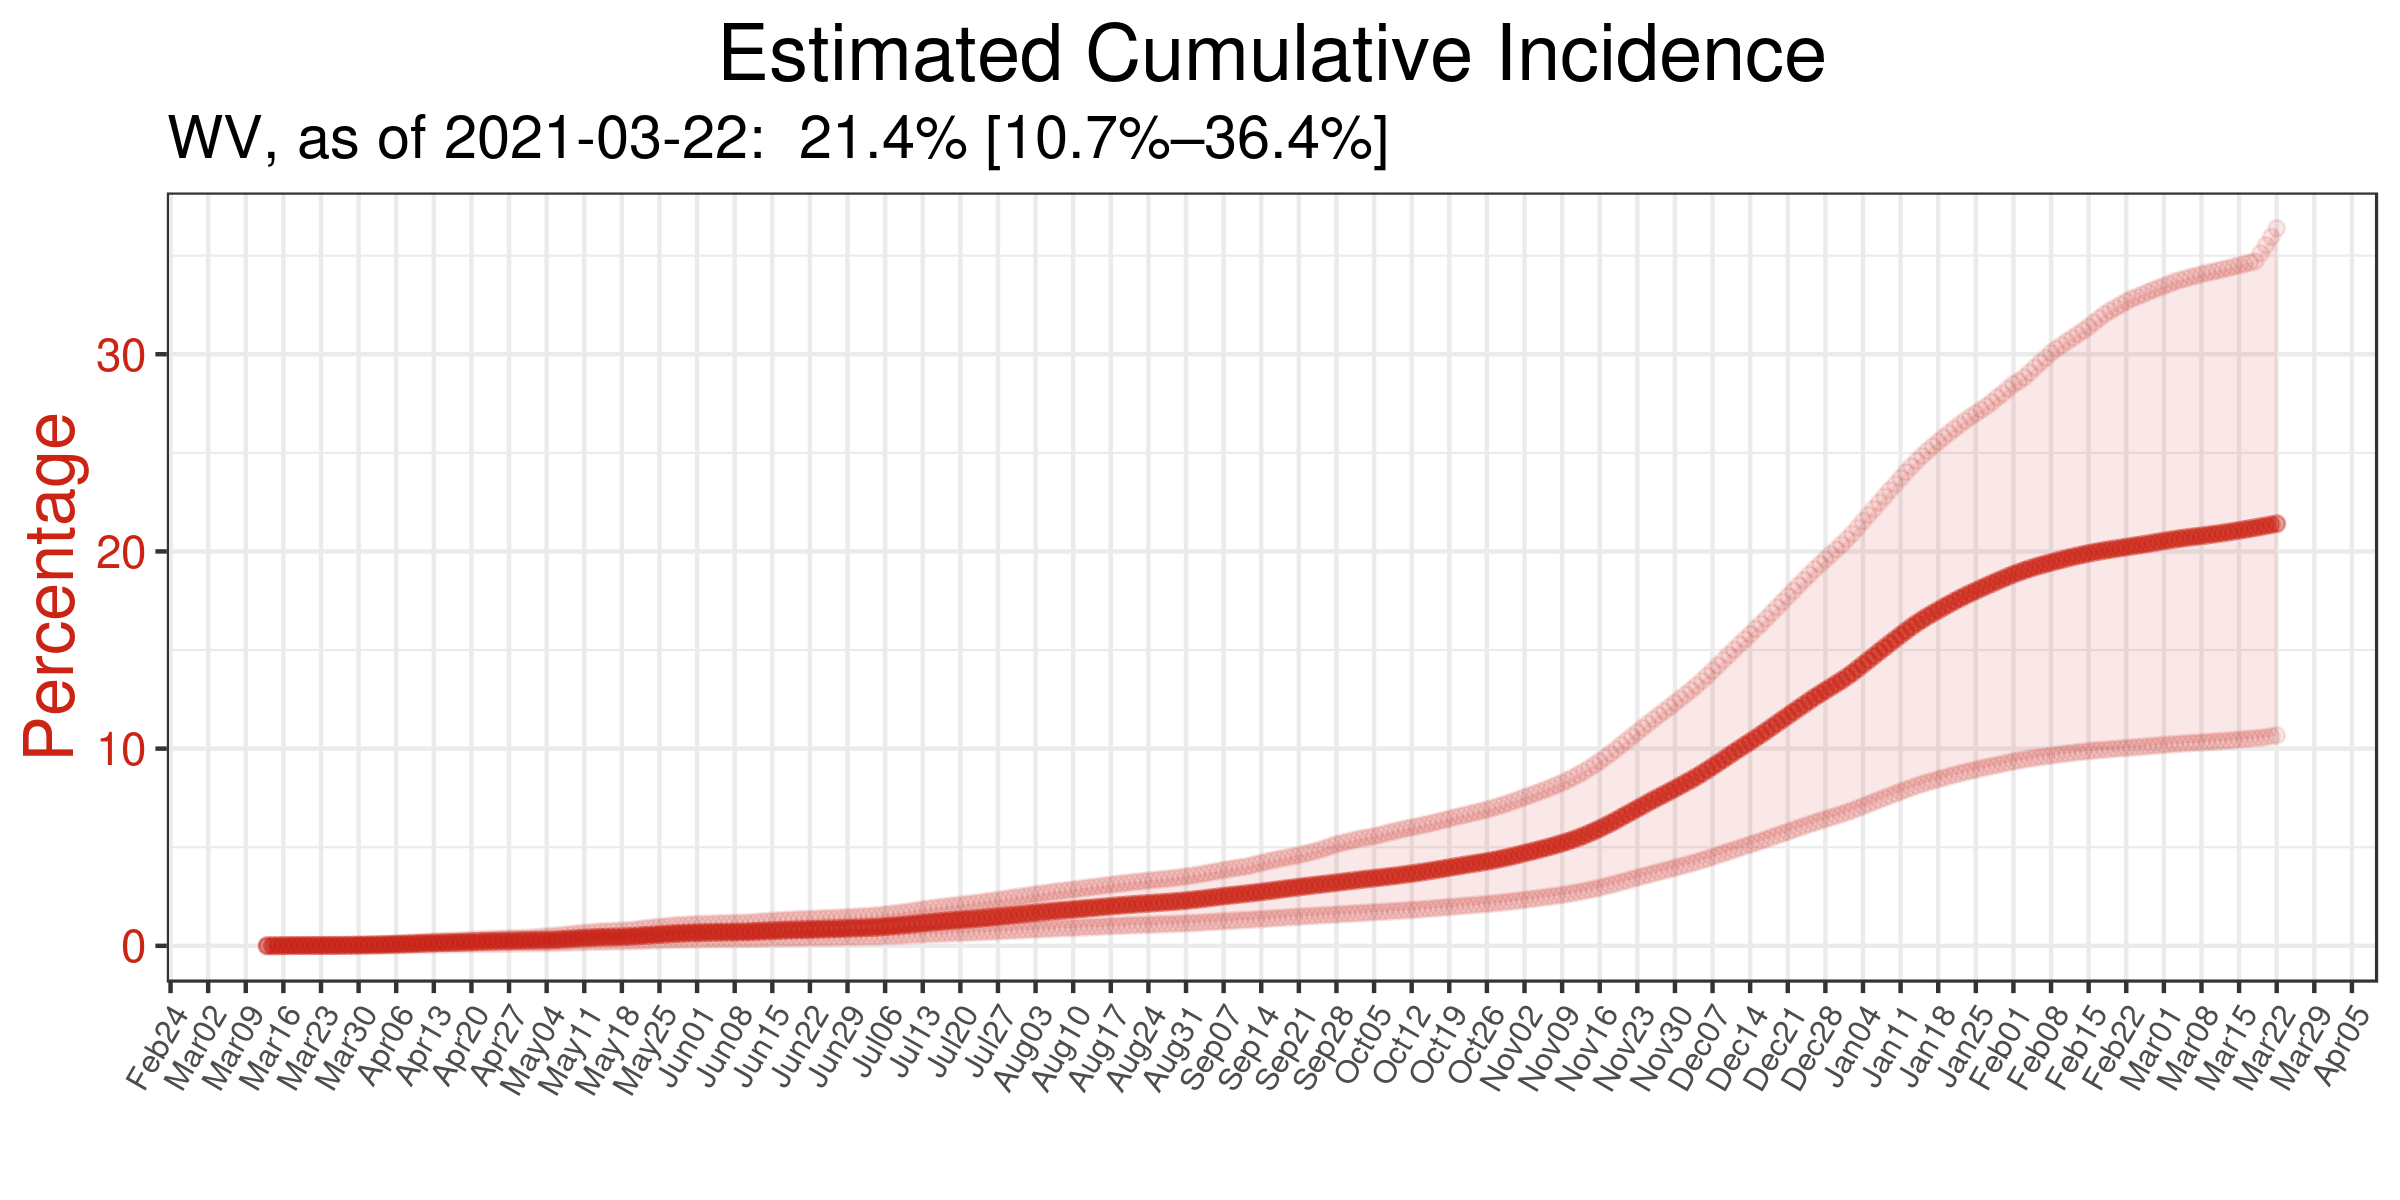 Estimated Cumulative Incidence
WV, as of 2021-03-22:  21.4% [10.7%–36.4%]
Percentage
30
20
10
0
Feb24
Mar02
Mar09
Mar16
Mar23
Mar30
Apr06
Apr13
Apr20
Apr27
May04
May11
May18
May25
Jun01
Jun08
Jun15
Jun22
Jun29
Jul06
Jul13
Jul20
Jul27
Aug03
Aug10
Aug17
Aug24
Aug31
Sep07
Sep14
Sep21
Sep28
Oct05
Oct12
Oct19
Oct26
Nov02
Nov09
Nov16
Nov23
Nov30
Dec07
Dec14
Dec21
Dec28
Jan04
Jan11
Jan18
Jan25
Feb01
Feb08
Feb15
Feb22
Mar01
Mar08
Mar15
Mar22
Mar29
Apr05